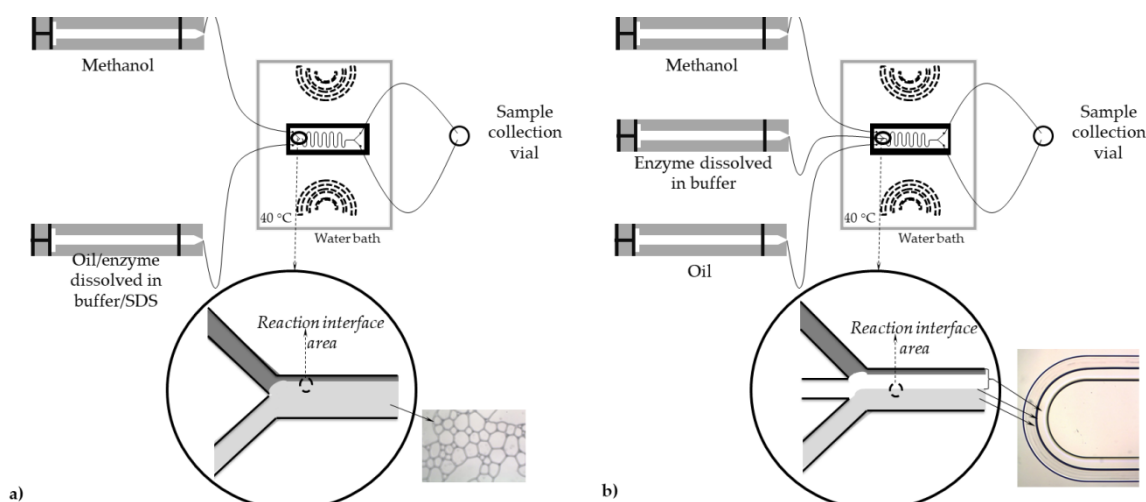 Methanol
Sample
collection
vial
40 °C
Water bath
Oil/enzyme
dissolved in
buffer/SDS
Reaction interface
area
a)
Methanol
Enzyme dissolved
in buffer
Sample
collection
vial
40 °C
Water bath
Oil
Reaction interface
area
b)